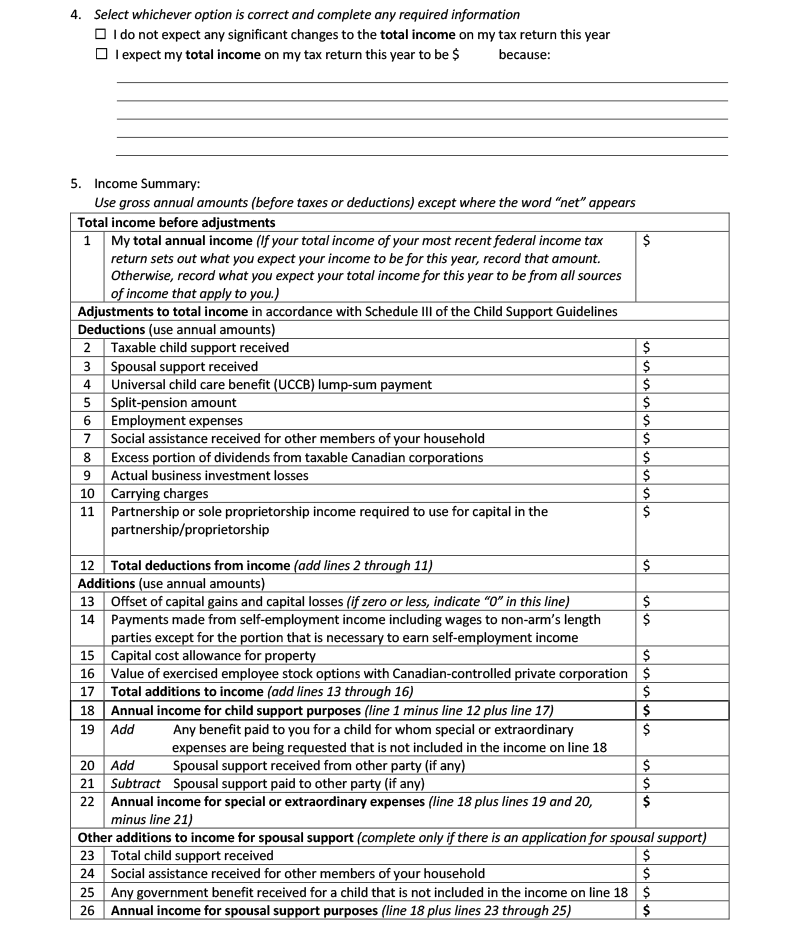 4. Select whichever option is correct and complete any required information
☐ I do not expect any significant changes to the total income on my tax return this year
☐ I expect my total income on my tax return this year to be $ because:
5. Income Summary:
Use gross annual amounts (before taxes or deductions) except where the word “net” appears
Total income before adjustments
1 My total annual income (If your total income of your most recent federal income tax $
return sets out what you expect your income to be for this year, record that amount.
Otherwise, record what you expect your total income for this year to be from all sources
of income that apply to you.)
Adjustments to total income in accordance with Schedule III of the Child Support Guidelines
Deductions (use annual amounts)
2 Taxable child support received $
3 Spousal support received $
4 Universal child care benefit (UCCB) lump-sum payment $
5 Split-pension amount $
6 Employment expenses $
7 Social assistance received for other members of your household $
8 Excess portion of dividends from taxable Canadian corporations $
9 Actual business investment losses $
10 Carrying charges $
11 Partnership or sole proprietorship income required to use for capital in the $
partnership/proprietorship
12 Total deductions from income (add lines 2 through 11) $
Additions (use annual amounts)
13 Offset of capital gains and capital losses (if zero or less, indicate “0” in this line) $
14 Payments made from self-employment income including wages to non-arm’s length $
parties except for the portion that is necessary to earn self-employment income
15 Capital cost allowance for property $
16 Value of exercised employee stock options with Canadian-controlled private corporation $
17 Total additions to income (add lines 13 through 16) $
18 Annual income for child support purposes (line 1 minus line 12 plus line 17) $
19 Add Any benefit paid to you for a child for whom special or extraordinary $
expenses are being requested that is not included in the income on line 18
20 Add Spousal support received from other party (if any) $
21 Subtract Spousal support paid to other party (if any) $
22 Annual income for special or extraordinary expenses (line 18 plus lines 19 and 20, $
minus line 21)
Other additions to income for spousal support (complete only if there is an application for spousal support)
23 Total child support received $
24 Social assistance received for other members of your household $
25 Any government benefit received for a child that is not included in the income on line 18 $
26 Annual income for spousal support purposes (line 18 plus lines 23 through 25) $